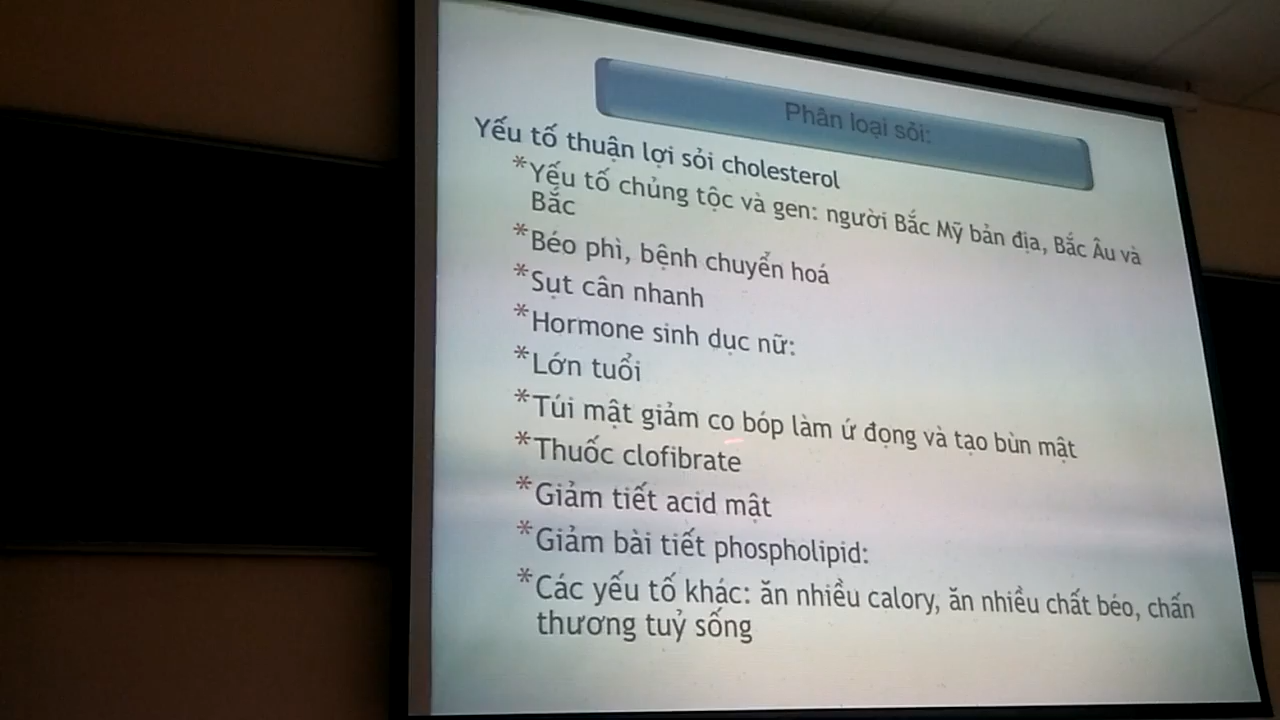 Phân loại sỏi:
Yếu tố thuận lợi sỏi cholesterol
*Yếu tố chủng tộc và gen: người Bắc Mỹ bản địa, Bắc Âu và
Bắc
*Béo phì, bệnh chuyển hoá
*Sụt cân nhanh
*Hormone sinh dục nữ:
*Lớn tuổi
*Túi mật giảm co bóp làm ứ đọng và tạo bùn mật
*Thuốc clofibrate
*Giảm tiết acid mật
*Giảm bài tiết phospholipid:
*Các yếu tố khác: ăn nhiều calory, ăn nhiều chất béo, chấn
thương tuỷ sống